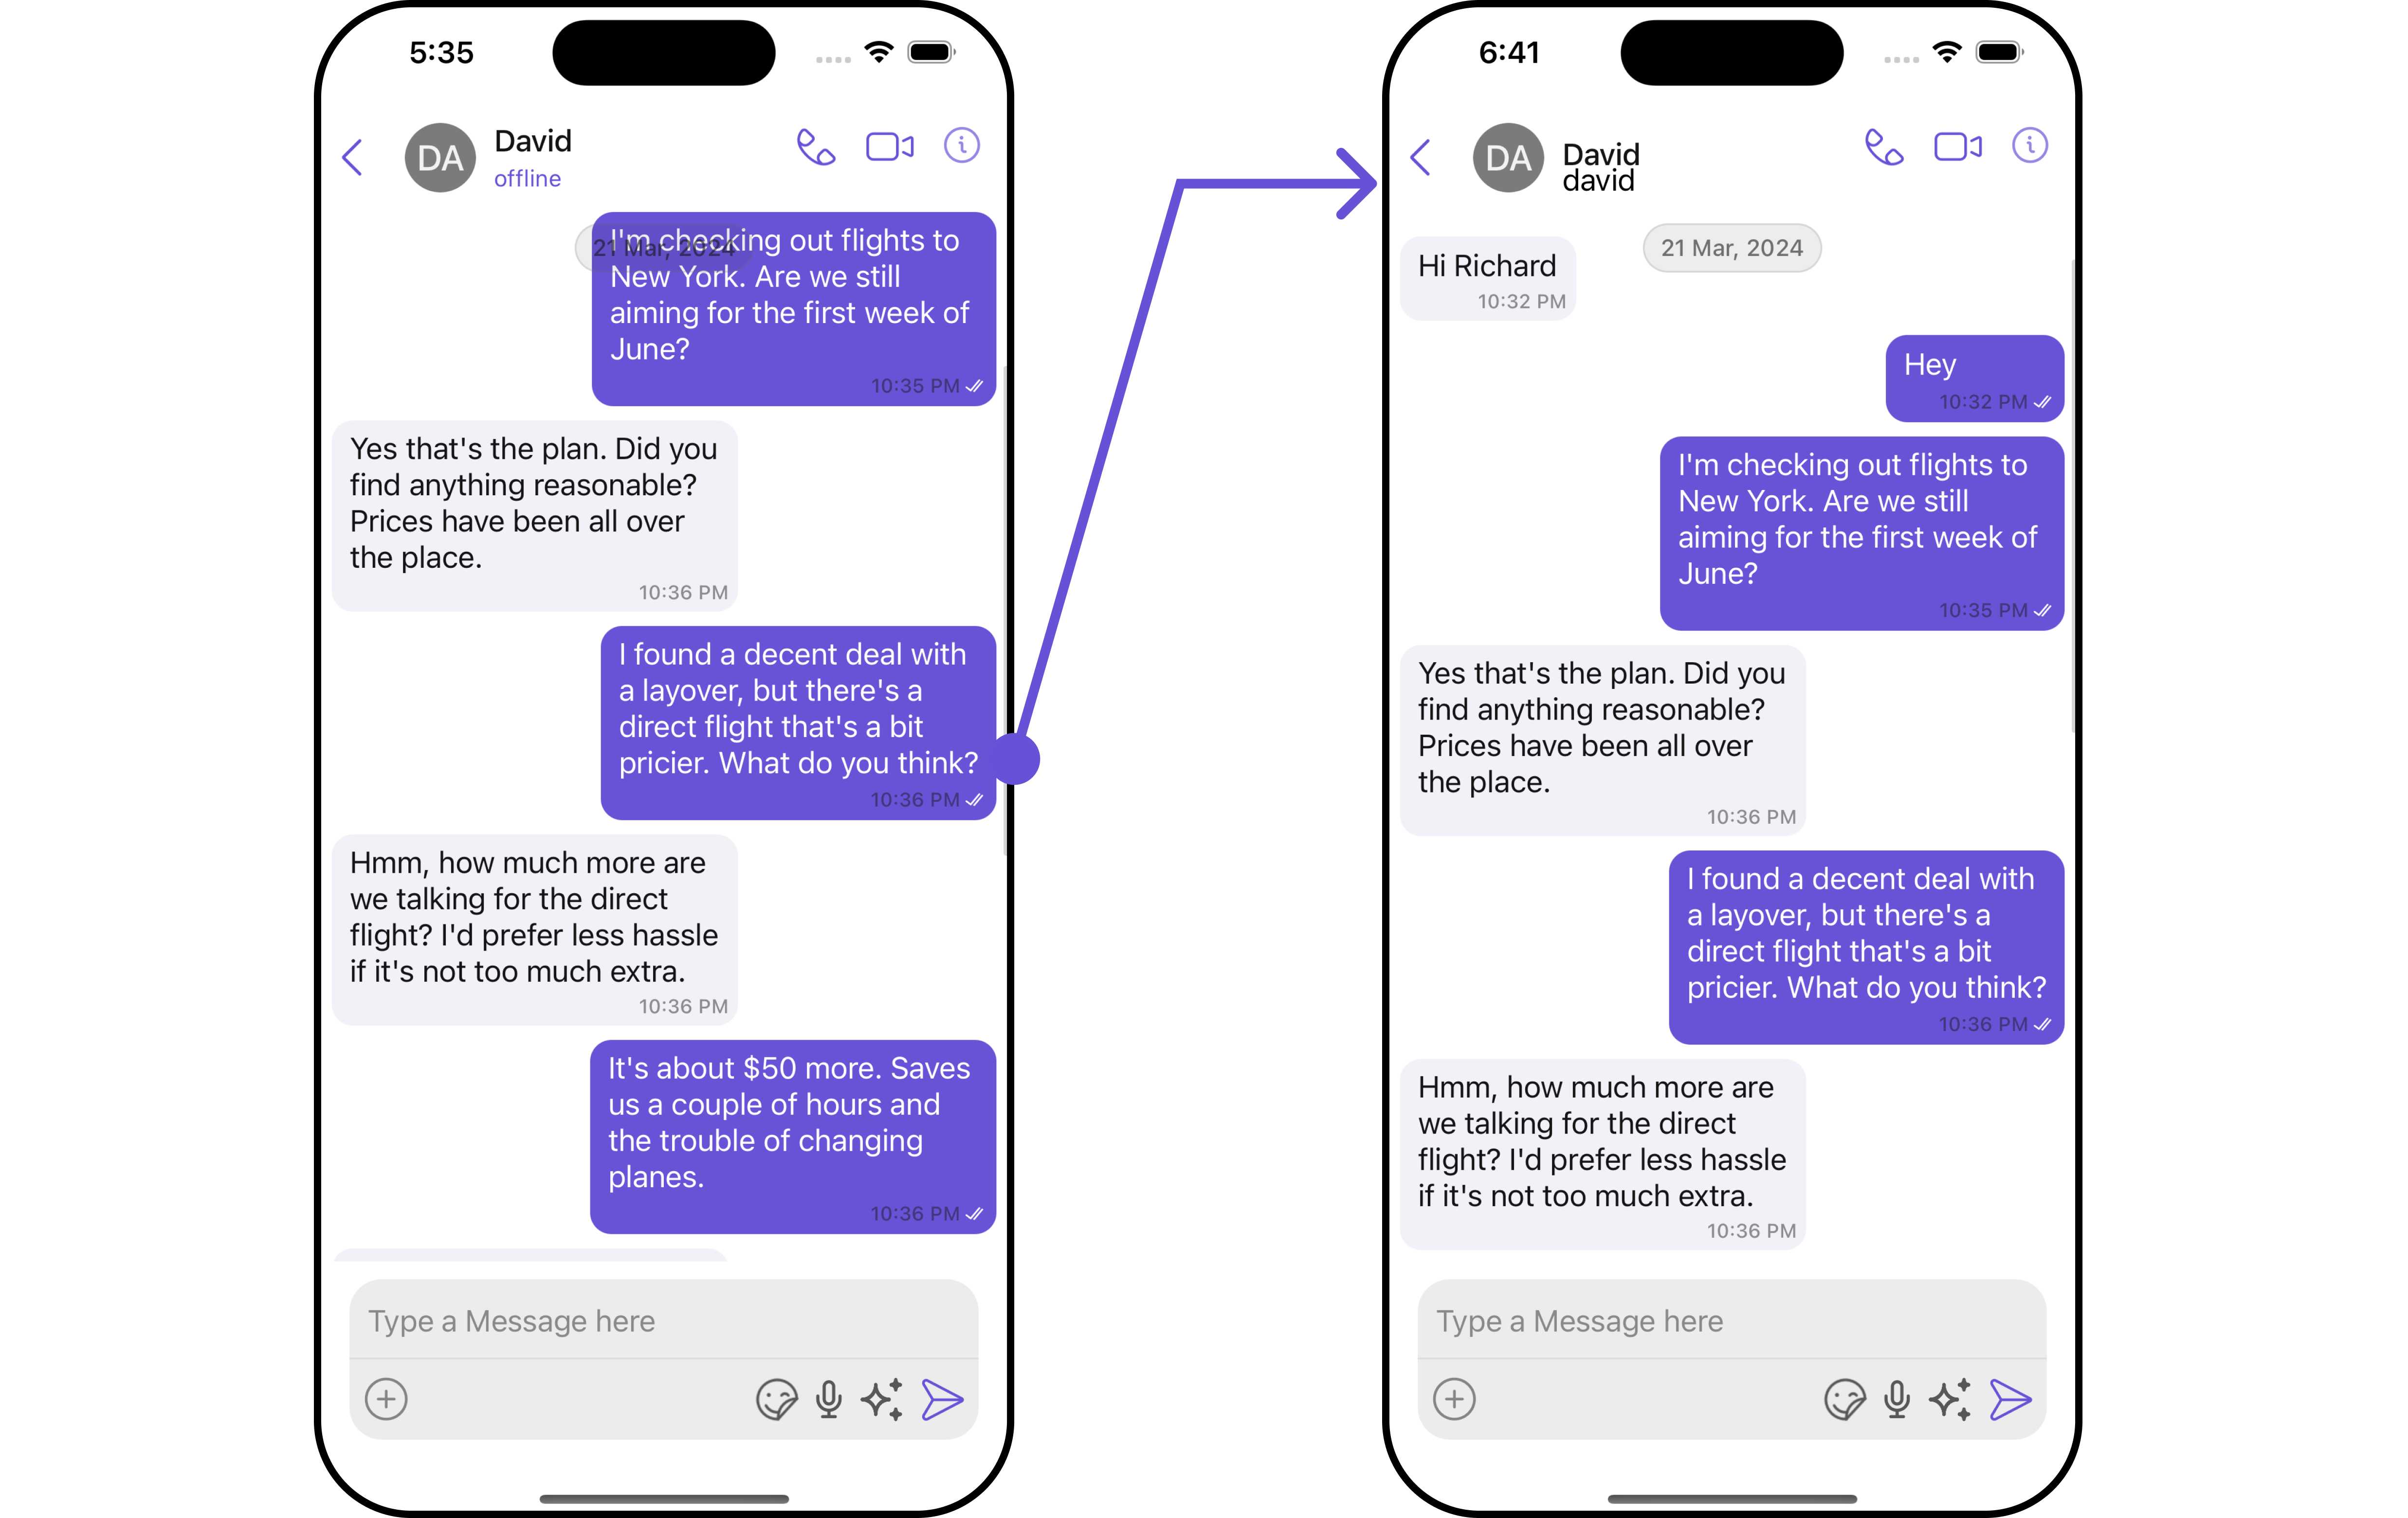 5:35
DA
David
offline
21 Mar, 2024
I'm checking out flights to
New York. Are we still
aiming for the first week of
June?
10:35 PM
Yes that's the plan. Did you
find anything reasonable?
Prices have been all over
the place.
10:36 PM
I found a decent deal with
a layover, but there's a
direct flight that's a bit
pricier. What do you think?
10:36 PM
Hmm, how much more are
we talking for the direct
flight? I'd prefer less hassle
if it's not too much extra.
10:36 PM
It's about $50 more. Saves
us a couple of hours and
the trouble of changing
planes.
10:36 PM
Type a Message here
6:41
DA
David
david
21 Mar, 2024
Hi Richard
10:32 PM
Hey
10:32 PM
I'm checking out flights to
New York. Are we still
aiming for the first week of
June?
10:35 PM
Yes that's the plan. Did you
find anything reasonable?
Prices have been all over
the place.
10:36 PM
I found a decent deal with
a layover, but there's a
direct flight that's a bit
pricier. What do you think?
10:36 PM
Hmm, how much more are
we talking for the direct
flight? I'd prefer less hassle
if it's not too much extra.
10:36 PM
Type a Message here